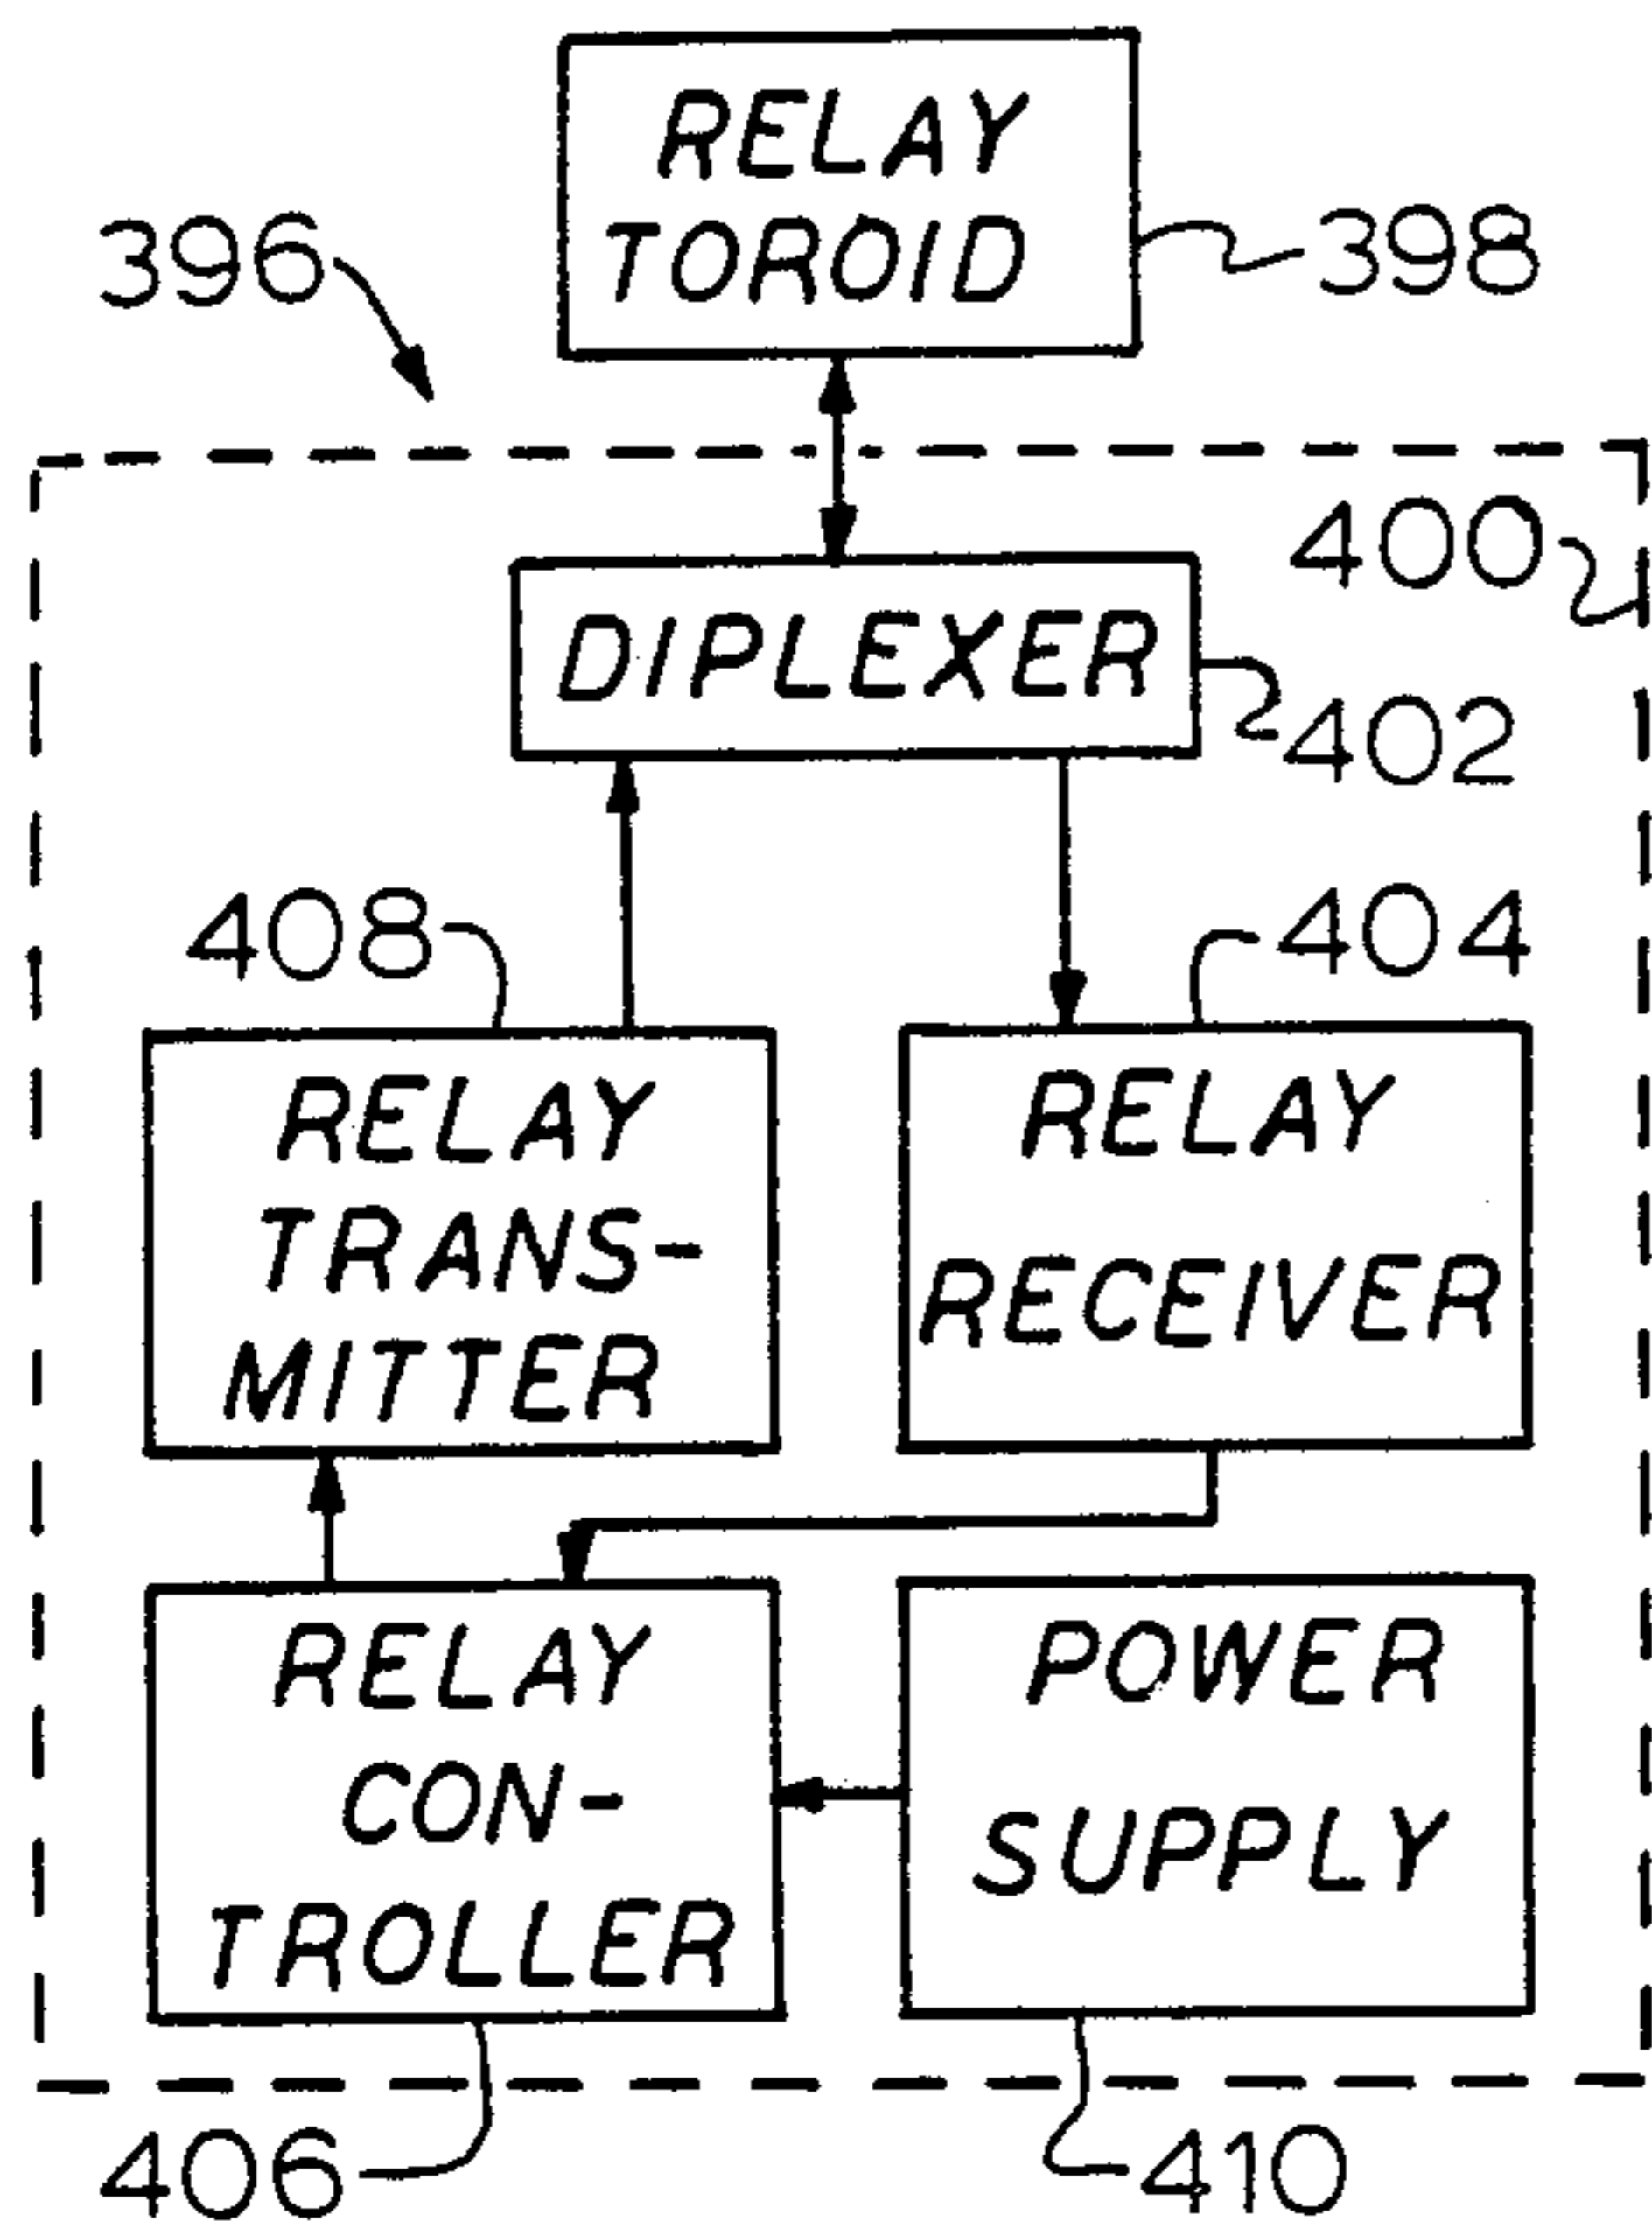 RELAY
TOROID
396
398
400
DIPLEXER
402
408
404
RELAY
TRANS-
MITTER
RELAY
RECEIVER
RELAY
CON-
TROLLER
POWER
SUPPLY
406
410